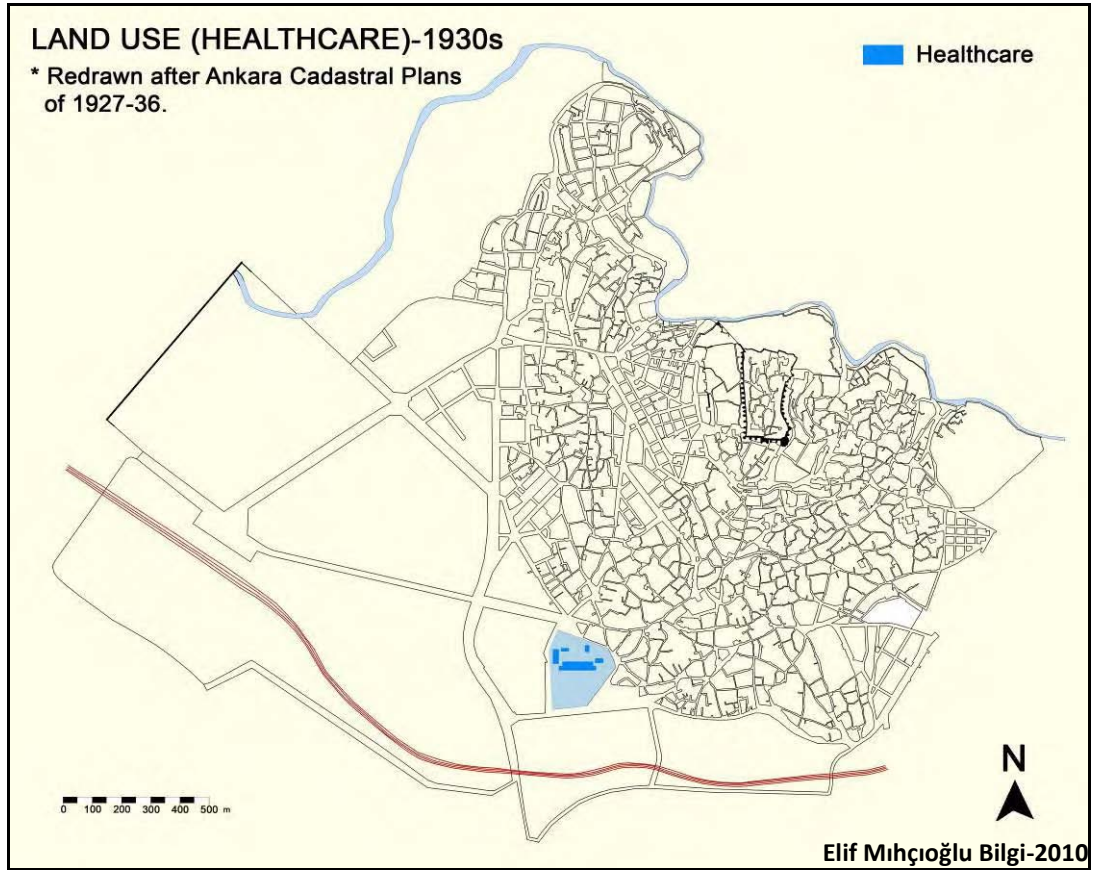 LAND USE (HEALTHCARE)-1930s
* Redrawn after Ankara Cadastral Plans
of 1927-36.
Healthcare
N
0 100 200 300 400 500 m
Elif Mıhçıoğlu Bilgi-2010